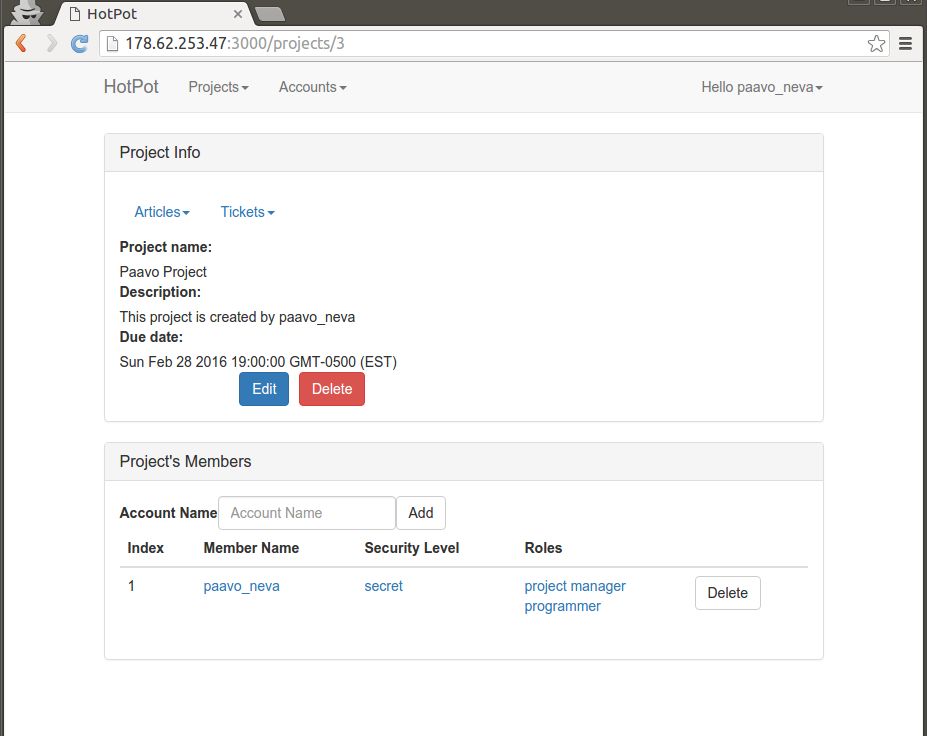 HotPot
178.62.253.47:3000/projects/3
HotPot Projects Accounts Hello paavo_neva
Project Info
Articles Tickets
Project name:
Paavo Project
Description:
This project is created by paavo_neva
Due date:
Sun Feb 28 2016 19:00:00 GMT-0500 (EST)
Edit Delete
Project's Members
Account Name Account Name Add
Index Member Name Security Level Roles
1 paavo_neva secret project manager Delete
programmer